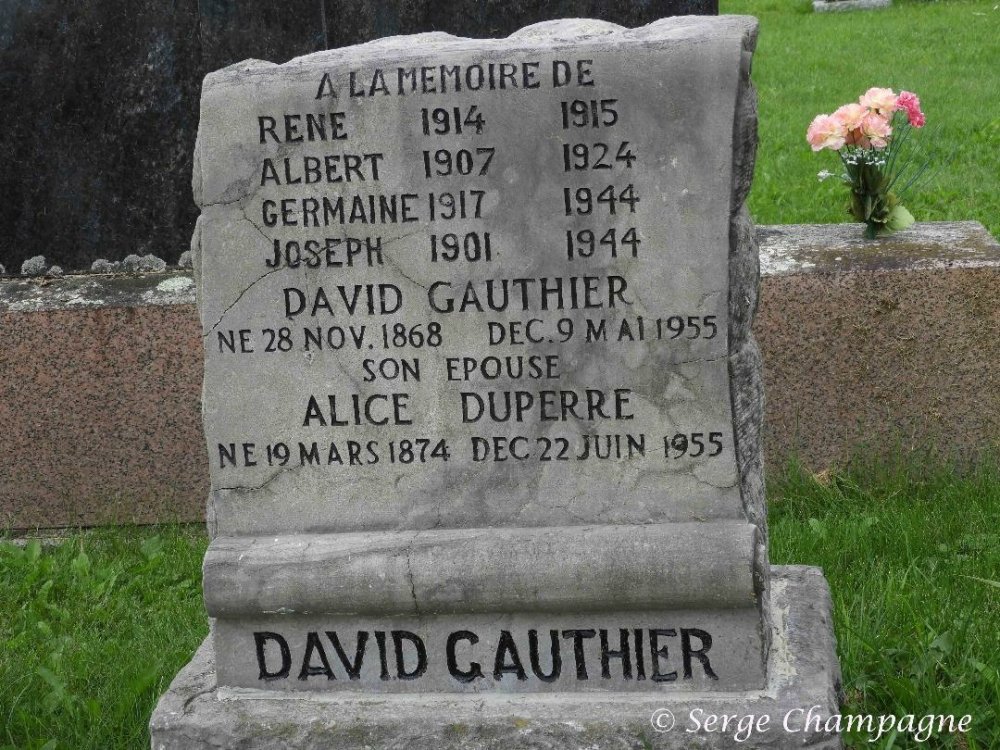 A LA MEMOIRE DE
RENE 1914 1915
ALBERT 1907 1924
GERMAINE 1917 1944
JOSEPH 1901 1944
DAVID GAUTHIER
NE 28 NOV. 1868 DEC. 9 MAI 1955
SON EPOUSE
ALICE DUPERRE
NE 19 MARS 1874 DEC 22 JUIN 1955
DAVID GAUTHIER
© Serge Champagne